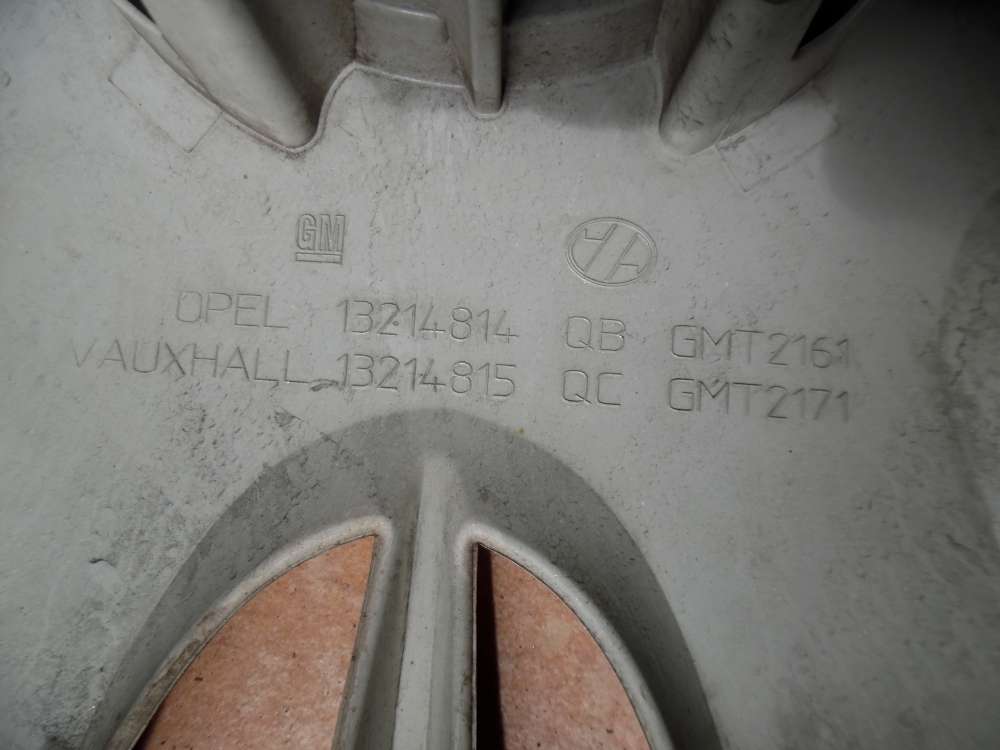 GM
OPEL 13214814 QB GMT2161
VAUXHALL 13214815 QC GMT2171